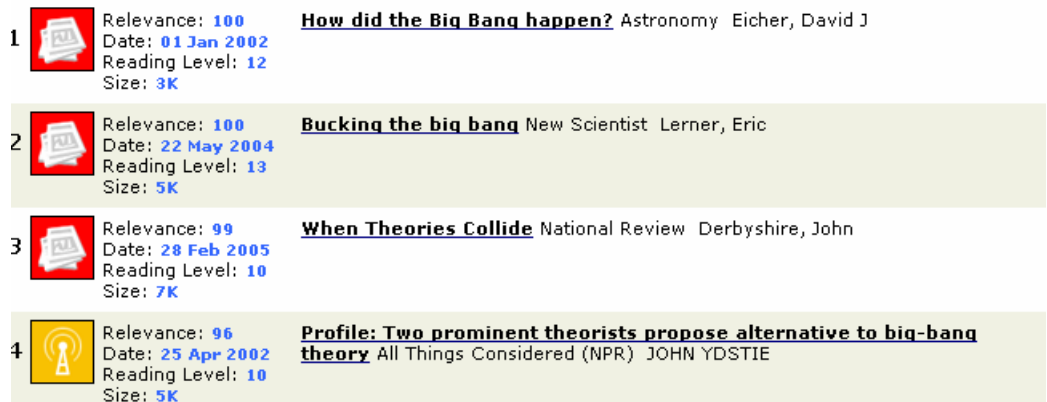 1
Relevance: 100
Date: 01 Jan 2002
Reading Level: 12
Size: 3K
How did the Big Bang happen? Astronomy Eicher, David J
2
Relevance: 100
Date: 22 May 2004
Reading Level: 13
Size: 5K
Bucking the big bang New Scientist Lerner, Eric
3
Relevance: 99
Date: 28 Feb 2005
Reading Level: 10
Size: 7K
When Theories Collide National Review Derbyshire, John
4
Relevance: 96
Date: 25 Apr 2002
Reading Level: 10
Size: 5K
Profile: Two prominent theorists propose alternative to big-bang
theory All Things Considered (NPR) JOHN YDSTIE